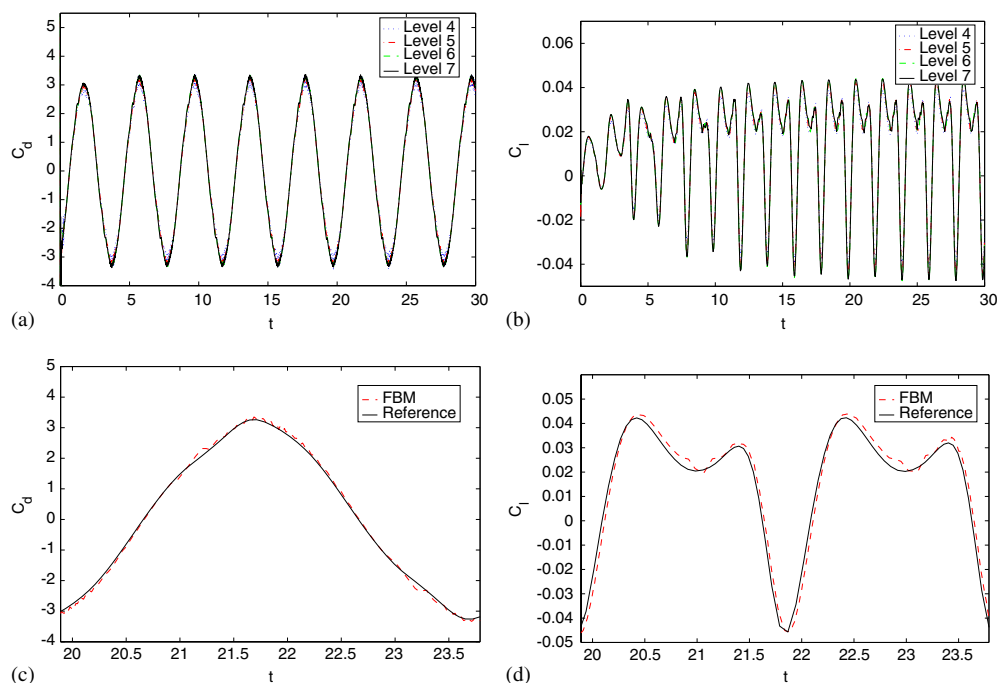 5
4
3
2
1
0
-1
-2
-3
-4
C_d
0
5
10
15
20
25
30
t
Level 4
Level 5
Level 6
Level 7
(a)
0.06
0.04
0.02
0
-0.02
-0.04
C_l
0
5
10
15
20
25
30
t
Level 4
Level 5
Level 6
Level 7
(b)
5
4
3
2
1
0
-1
-2
-3
-4
C_d
20
20.5
21
21.5
22
22.5
23
23.5
t
FBM
Reference
(c)
0.06
0.05
0.04
0.03
0.02
0.01
0
-0.01
-0.02
-0.03
-0.04
-0.05
C_l
20
20.5
21
21.5
22
22.5
23
23.5
t
FBM
Reference
(d)